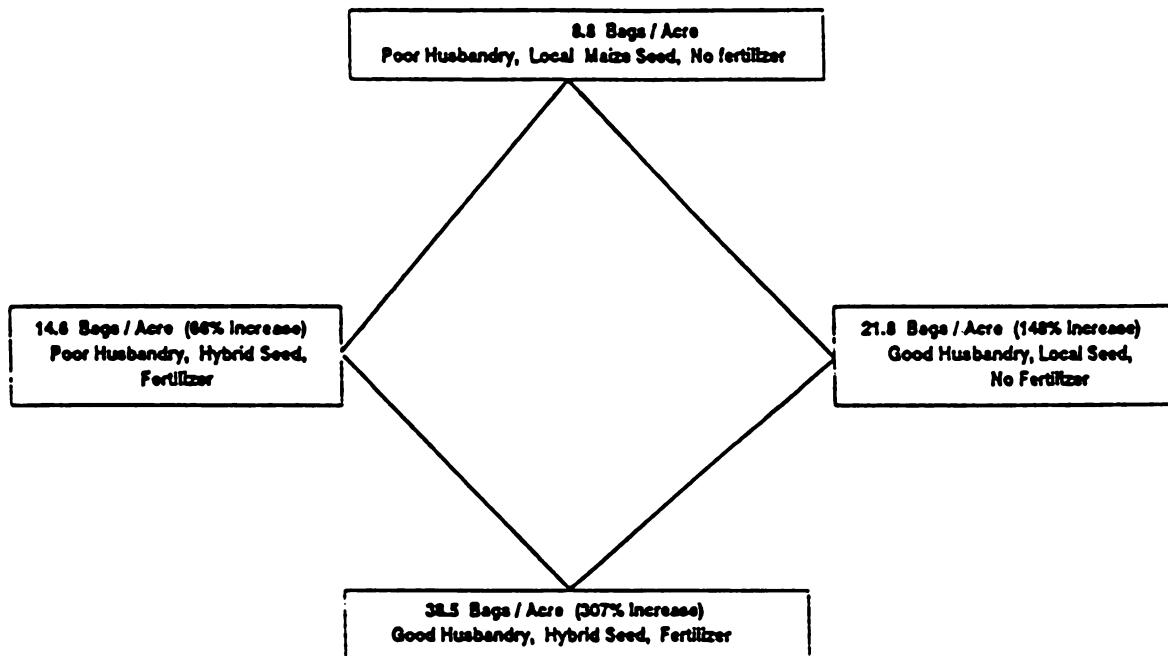 8.8 Bags / Acre
Poor Husbandry, Local Maize Seed, No fertilizer
14.6 Bags / Acre (66% Increase)
Poor Husbandry, Hybrid Seed,
Fertilizer
21.8 Bags / Acre (148% Increase)
Good Husbandry, Local Seed,
No Fertilizer
38.5 Bags / Acre (307% Increase)
Good Husbandry, Hybrid Seed, Fertilizer